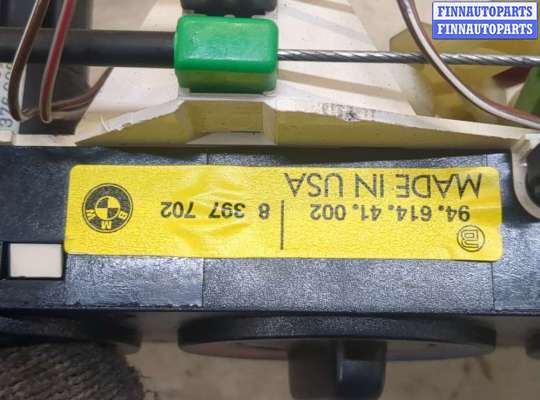 FINNAUTOPARTS
FINNAUTOPARTS
94.614.41.002
MADE IN USA
8 397 702
BMW